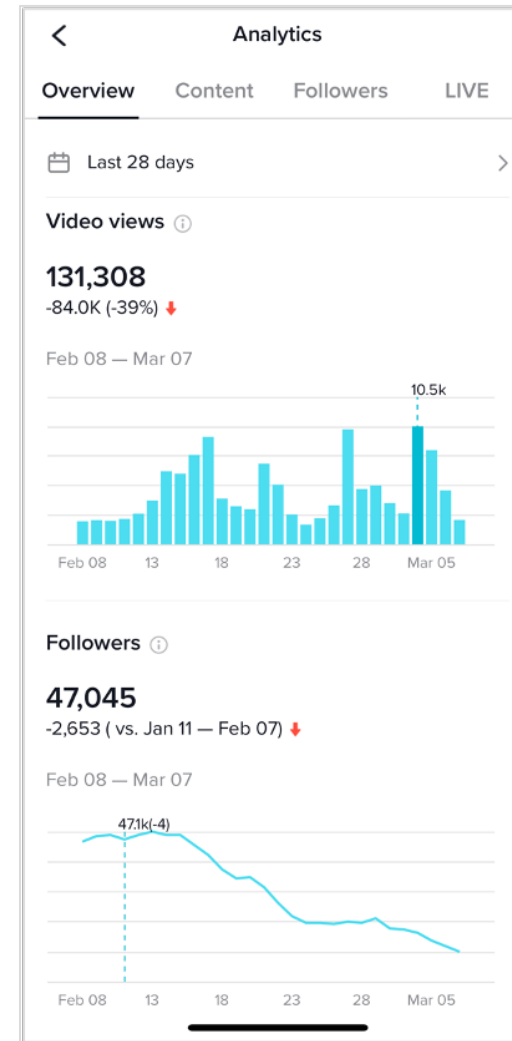 Analytics
Overview Content Followers LIVE
Last 28 days
Video views
131,308
-84.0K (-39%)
Feb 08 — Mar 07
10.5k
Feb 08 13 18 23 28 Mar 05
Followers
47,045
-2,653 ( vs. Jan 11 — Feb 07)
Feb 08 — Mar 07
47.1k(-4)
Feb 08 13 18 23 28 Mar 05